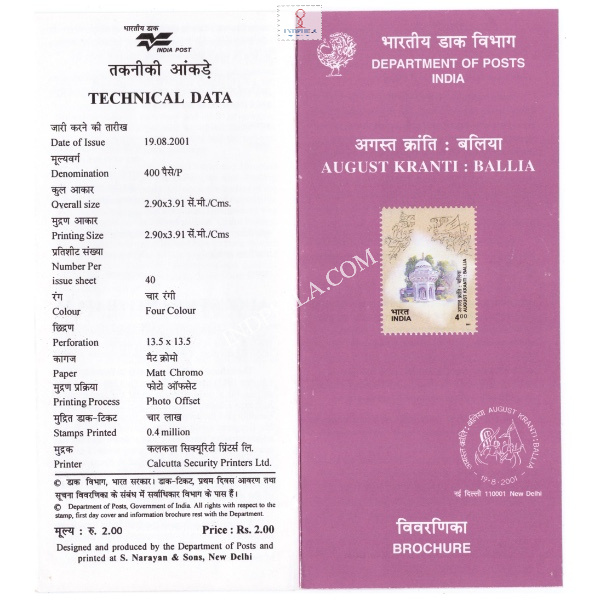 भारतीय डाक
INDIA POST
तकनीकी आंकड़े
TECHNICAL DATA
जारी करने की तारीख
Date of Issue 19.08.2001
मूल्यवर्ग
Denomination 400 पैसे/P
कुल आकार
Overall size 2.90x3.91 सें.मी./Cms.
मुद्रण आकार
Printing Size 2.90x3.91 सें.मी./Cms
प्रतिशीट संख्या
Number Per
issue sheet 40
रंग चार रंगी
Colour Four Colour
छिद्रण
Perforation 13.5 x 13.5
कागज मैट क्रोमो
Paper Matt Chromo
मुद्रण प्रक्रिया फोटो ऑफसेट
Printing Process Photo Offset
मुद्रित डाक-टिकट चार लाख
Stamps Printed 0.4 million
मुद्रक कलकत्ता सिक्यूरिटी प्रिंटर्स लि.
Printer Calcutta Security Printers Ltd.
© डाक विभाग, भारत सरकार। डाक-टिकट, प्रथम दिवस आवरण तथा
सूचना विवरणिका के संबंध में सर्वाधिकार विभाग के पास हैं।
© Department of Posts, Government of India. All rights with respect to the
stamp, first day cover and information brochure rest with the Department.
मूल्य : रु. 2.00 Price : Rs. 2.00
Designed and produced by the Department of Posts and
printed at S. Narayan & Sons, New Delhi
भारतीय डाक विभाग
DEPARTMENT OF POSTS
INDIA
अगस्त क्रांति : बलिया
AUGUST KRANTI : BALLIA
भारत
INDIA
4.00
अगस्त क्रांति : बलिया
AUGUST KRANTI : BALLIA
अगस्त क्रांति : बलिया AUGUST KRANTI : BALLIA
19-8-2001
नई दिल्ली 110001 New Delhi
विवरणिका
BROCHURE